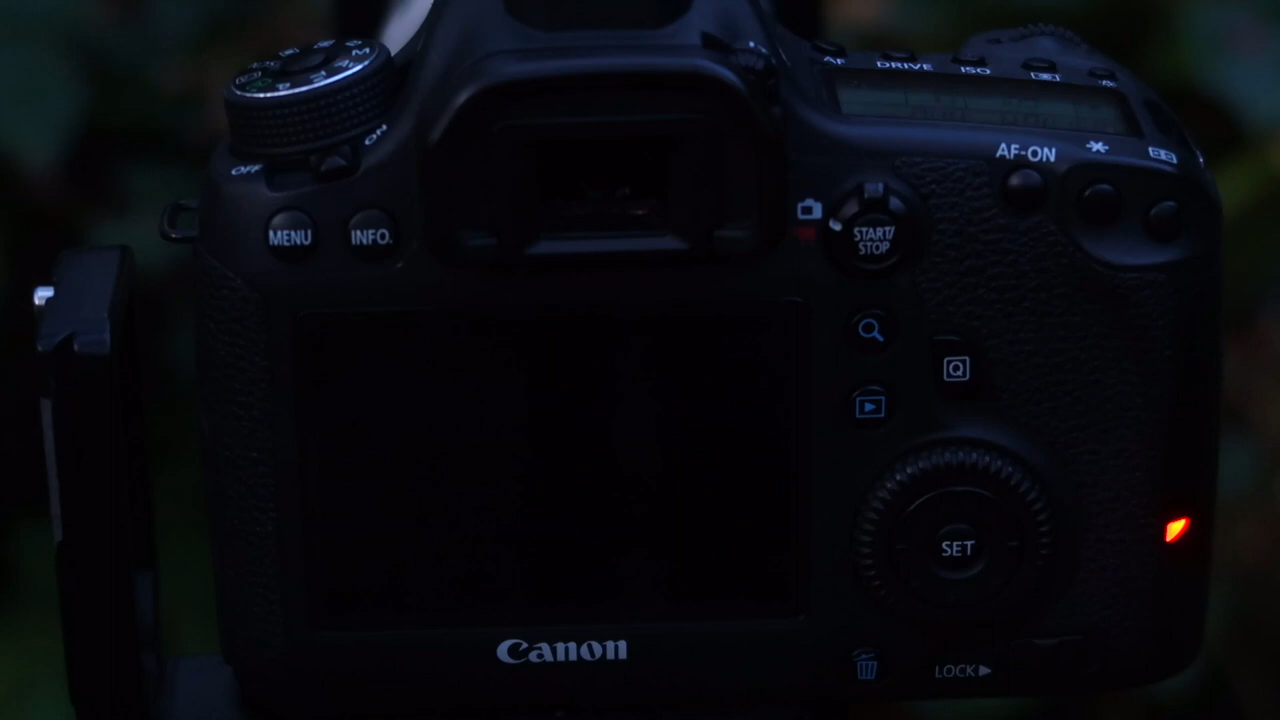 M
AF
DRIVE
ISO
OFF
ON
AF-ON
MENU
INFO.
START/
STOP
Q
SET
Canon
LOCK